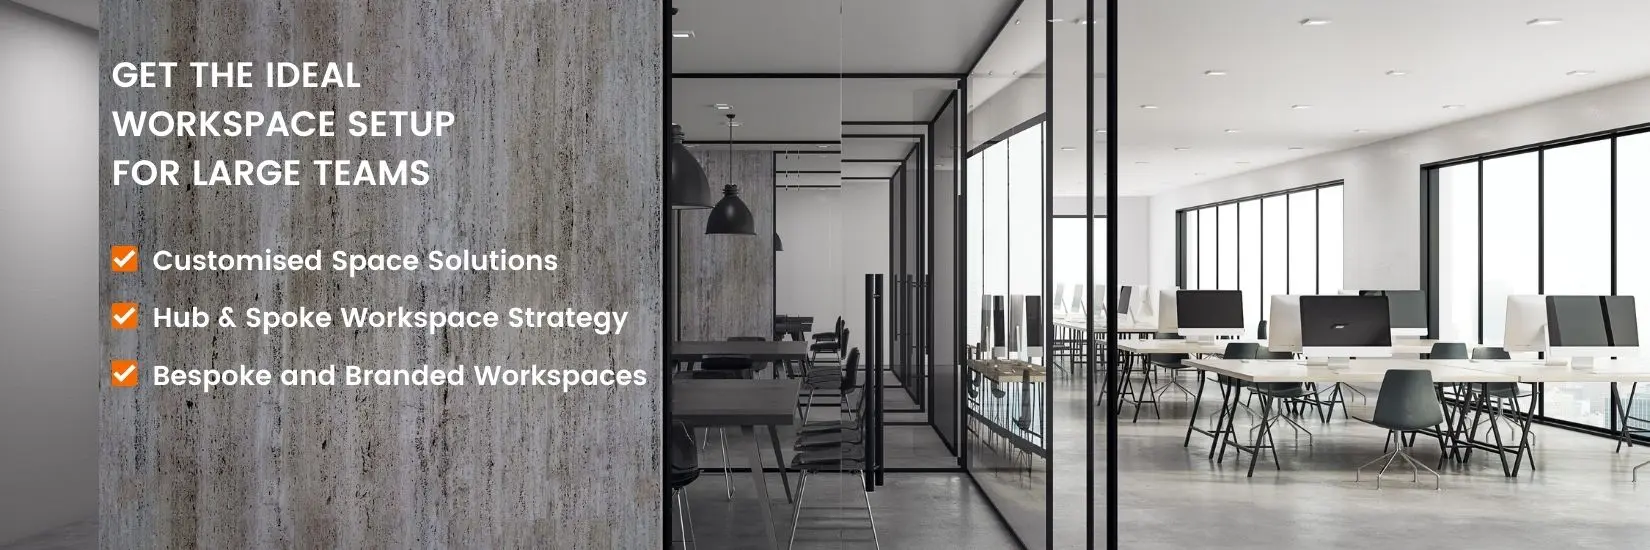 GET THE IDEAL
WORKSPACE SETUP
FOR LARGE TEAMS
Customised Space Solutions
Hub & Spoke Workspace Strategy
Bespoke and Branded Workspaces